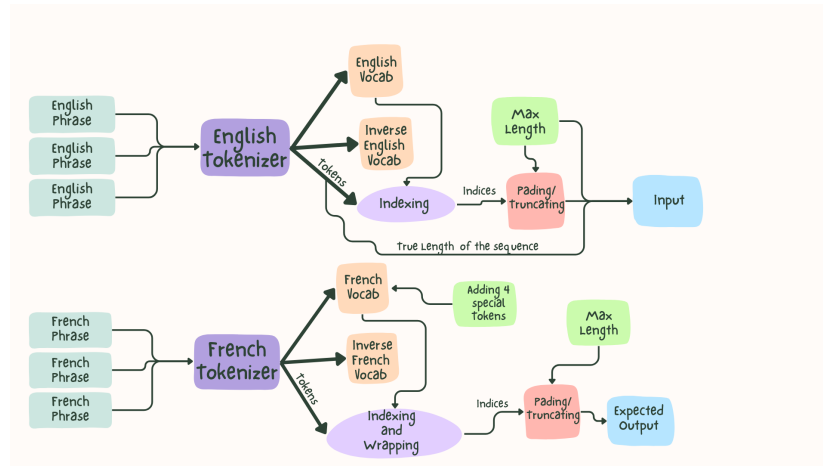 English
Phrase
English
Phrase
English
Phrase
English
Tokenizer
English
Vocab
Inverse
English
Vocab
Tokens
Indexing
Indices
Max
Length
Pading/
Truncating
Input
True Length of the sequence
French
Phrase
French
Phrase
French
Phrase
French
Tokenizer
French
Vocab
Adding 4
special
Tokens
Inverse
French
Vocab
Tokens
Indexing
and
Wrapping
Indices
Max
Length
Pading/
Truncating
Expected
Output